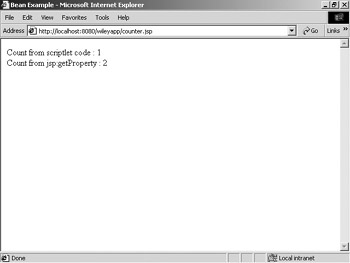 Bean Example - Microsoft Internet Explorer
File Edit View Favorites Tools Help
Address http://localhost:8080/wileyapp/counter.jsp Go Links »
Count from scriptlet code : 1
Count from jsp:getProperty : 2
Done Local intranet